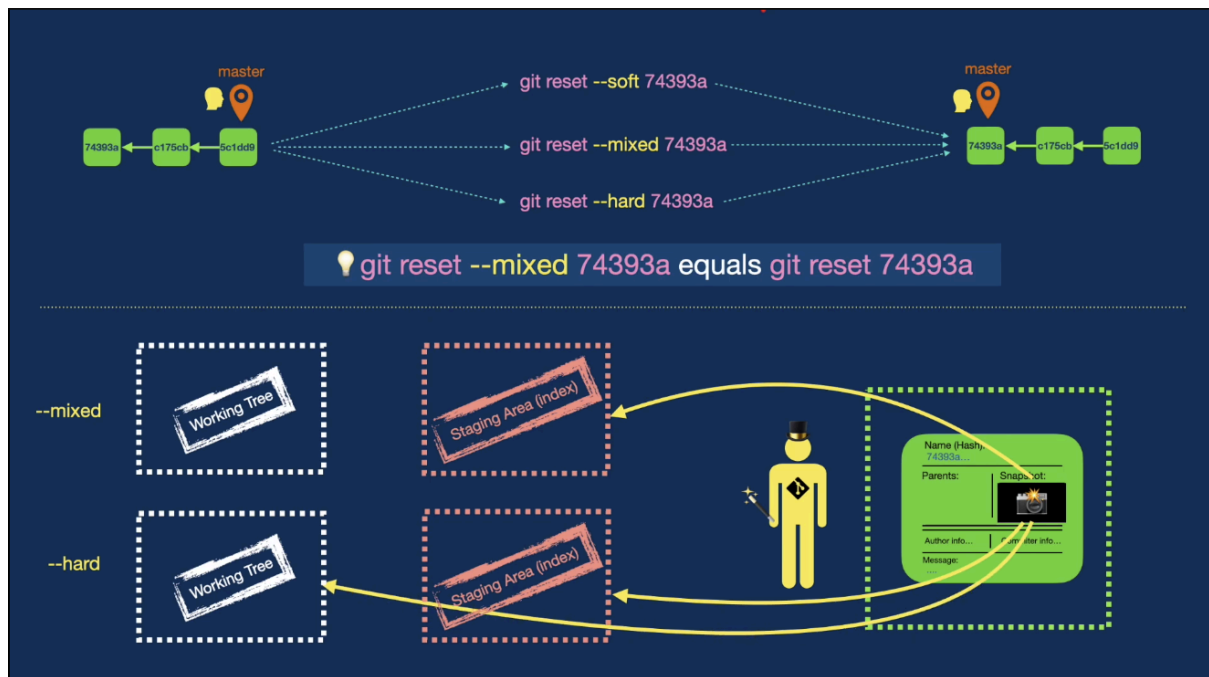 master
git reset --soft 74393a
master
74393a
c175cb
5c1dd9
git reset --mixed 74393a
74393a
c175cb
5c1dd9
git reset --hard 74393a
git reset --mixed 74393a equals git reset 74393a
--mixed
Working Tree
Staging Area (index)
Name (Hash):
74393a...
Parents:
Snapshot:
Author info...
Commiter info...
Message:
....
--hard
Working Tree
Staging Area (index)